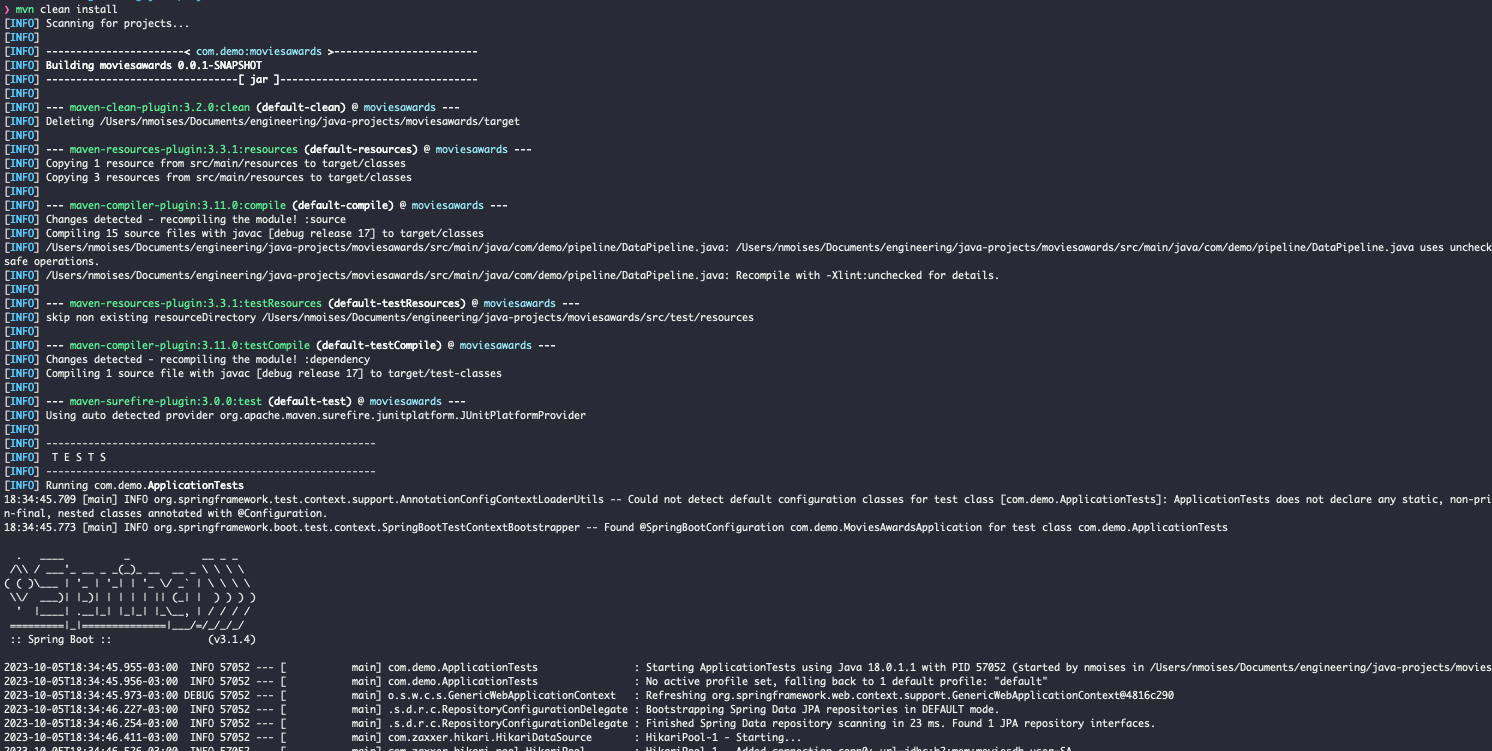 ❯ mvn clean install
[INFO] Scanning for projects...
[INFO]
[INFO] -----------------------< com.demo:moviesawards >------------------------
[INFO] Building moviesawards 0.0.1-SNAPSHOT
[INFO] --------------------------------[ jar ]---------------------------------
[INFO]
[INFO] --- maven-clean-plugin:3.2.0:clean (default-clean) @ moviesawards ---
[INFO] Deleting /Users/nmoises/Documents/engineering/java-projects/moviesawards/target
[INFO]
[INFO] --- maven-resources-plugin:3.3.1:resources (default-resources) @ moviesawards ---
[INFO] Copying 1 resource from src/main/resources to target/classes
[INFO] Copying 3 resources from src/main/resources to target/classes
[INFO]
[INFO] --- maven-compiler-plugin:3.11.0:compile (default-compile) @ moviesawards ---
[INFO] Changes detected - recompiling the module! :source
[INFO] Compiling 15 source files with javac [debug release 17] to target/classes
[INFO] /Users/nmoises/Documents/engineering/java-projects/moviesawards/src/main/java/com/demo/pipeline/DataPipeline.java: /Users/nmoises/Documents/engineering/java-projects/moviesawards/src/main/java/com/demo/pipeline/DataPipeline.java uses uncheck
safe operations.
[INFO] /Users/nmoises/Documents/engineering/java-projects/moviesawards/src/main/java/com/demo/pipeline/DataPipeline.java: Recompile with -Xlint:unchecked for details.
[INFO]
[INFO] --- maven-resources-plugin:3.3.1:testResources (default-testResources) @ moviesawards ---
[INFO] skip non existing resourceDirectory /Users/nmoises/Documents/engineering/java-projects/moviesawards/src/test/resources
[INFO]
[INFO] --- maven-compiler-plugin:3.11.0:testCompile (default-testCompile) @ moviesawards ---
[INFO] Changes detected - recompiling the module! :dependency
[INFO] Compiling 1 source file with javac [debug release 17] to target/test-classes
[INFO]
[INFO] --- maven-surefire-plugin:3.0.0:test (default-test) @ moviesawards ---
[INFO] Using auto detected provider org.apache.maven.surefire.junitplatform.JUnitPlatformProvider
[INFO]
[INFO] -------------------------------------------------------
[INFO]  T E S T S
[INFO] -------------------------------------------------------
[INFO] Running com.demo.ApplicationTests
18:34:45.709 [main] INFO org.springframework.test.context.support.AnnotationConfigContextLoaderUtils -- Could not detect default configuration classes for test class [com.demo.ApplicationTests]: ApplicationTests does not declare any static, non-pri
n-final, nested classes annotated with @Configuration.
18:34:45.773 [main] INFO org.springframework.boot.test.context.SpringBootTestContextBootstrapper -- Found @SpringBootConfiguration com.demo.MoviesAwardsApplication for test class com.demo.ApplicationTests
:: Spring Boot ::                (v3.1.4)
2023-10-05T18:34:45.955-03:00  INFO 57052 --- [           main] com.demo.ApplicationTests                : Starting ApplicationTests using Java 18.0.1.1 with PID 57052 (started by nmoises in /Users/nmoises/Documents/engineering/java-projects/movies
2023-10-05T18:34:45.956-03:00  INFO 57052 --- [           main] com.demo.ApplicationTests                : No active profile set, falling back to 1 default profile: "default"
2023-10-05T18:34:45.973-03:00 DEBUG 57052 --- [           main] o.s.w.c.s.GenericWebApplicationContext   : Refreshing org.springframework.web.context.support.GenericWebApplicationContext@4816c290
2023-10-05T18:34:46.227-03:00  INFO 57052 --- [           main] .s.d.r.c.RepositoryConfigurationDelegate : Bootstrapping Spring Data JPA repositories in DEFAULT mode.
2023-10-05T18:34:46.254-03:00  INFO 57052 --- [           main] .s.d.r.c.RepositoryConfigurationDelegate : Finished Spring Data repository scanning in 23 ms. Found 1 JPA repository interfaces.
2023-10-05T18:34:46.411-03:00  INFO 57052 --- [           main] com.zaxxer.hikari.HikariDataSource       : HikariPool-1 - Starting...